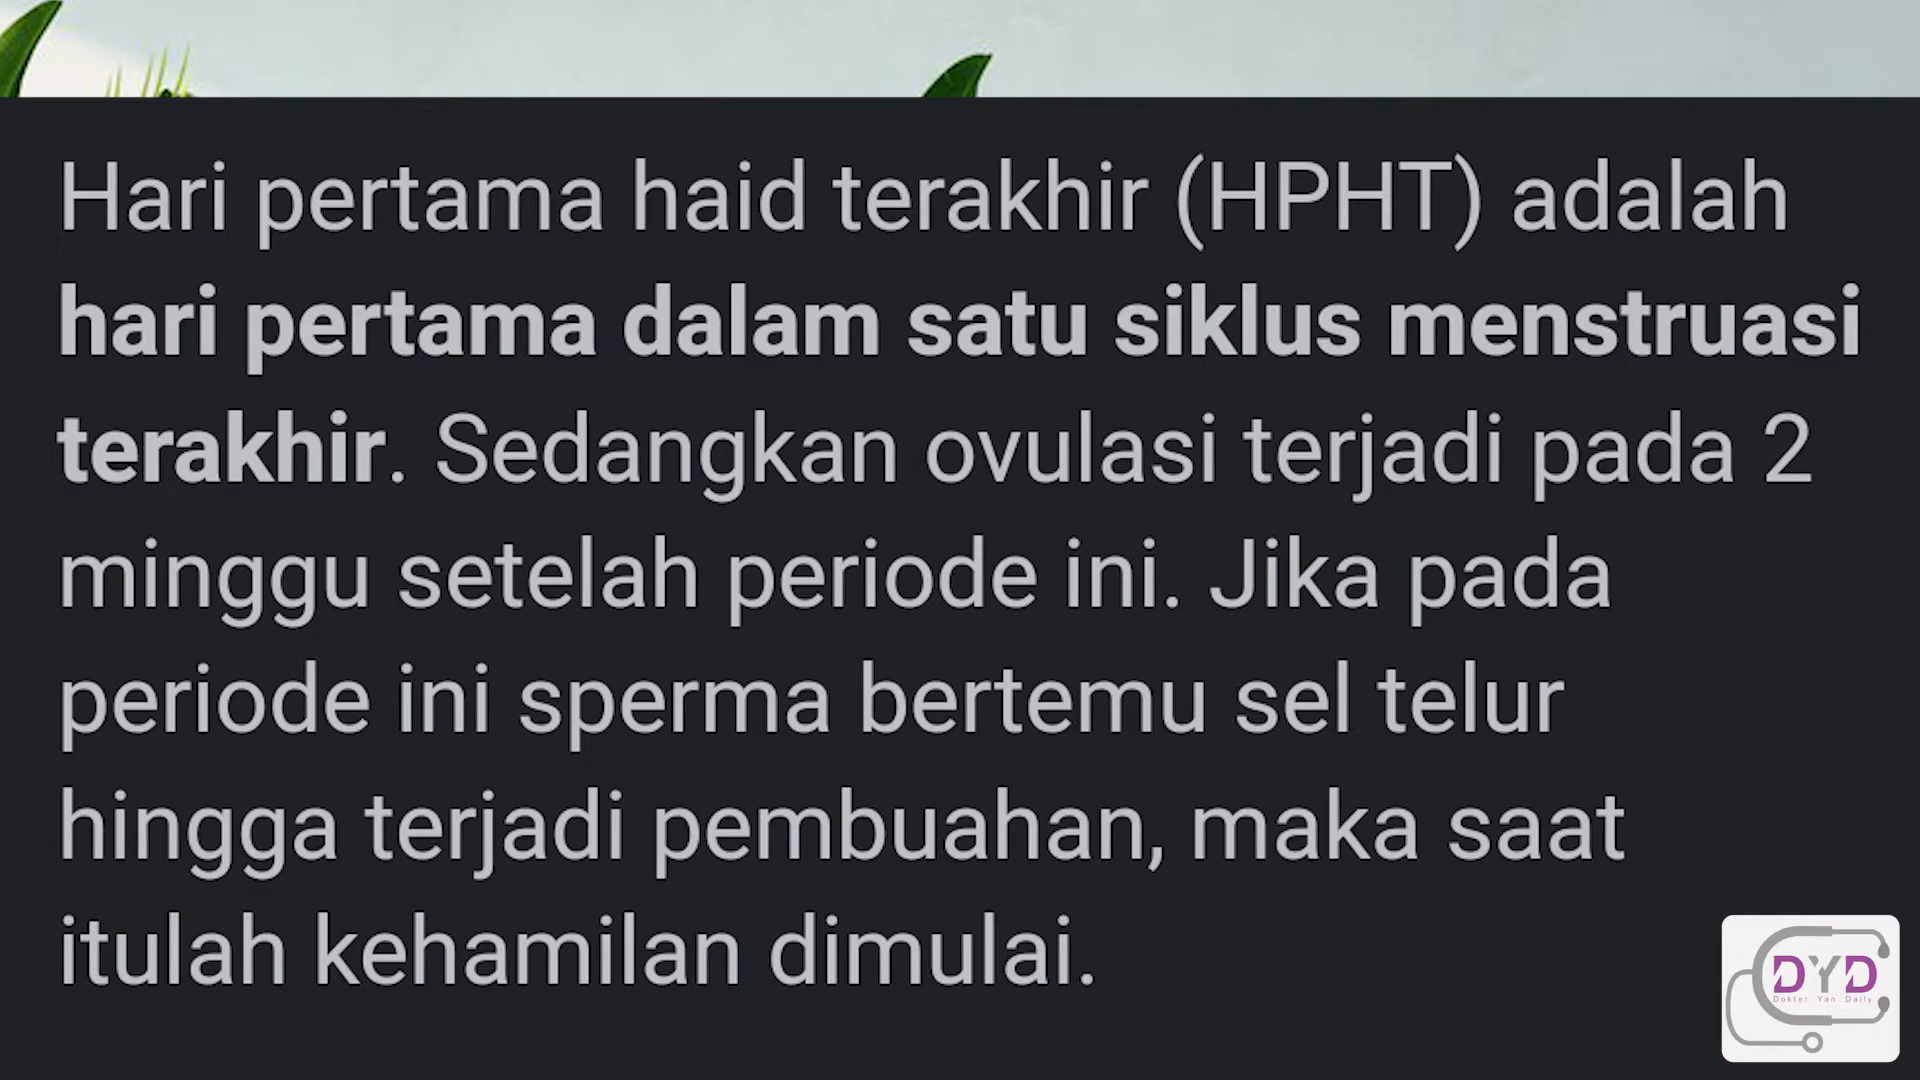 Hari pertama haid terakhir (HPHT) adalah
hari pertama dalam satu siklus menstruasi
terakhir. Sedangkan ovulasi terjadi pada 2
minggu setelah periode ini. Jika pada
periode ini sperma bertemu sel telur
hingga terjadi pembuahan, maka saat
itulah kehamilan dimulai.
DYD
Dokter Yan Daily